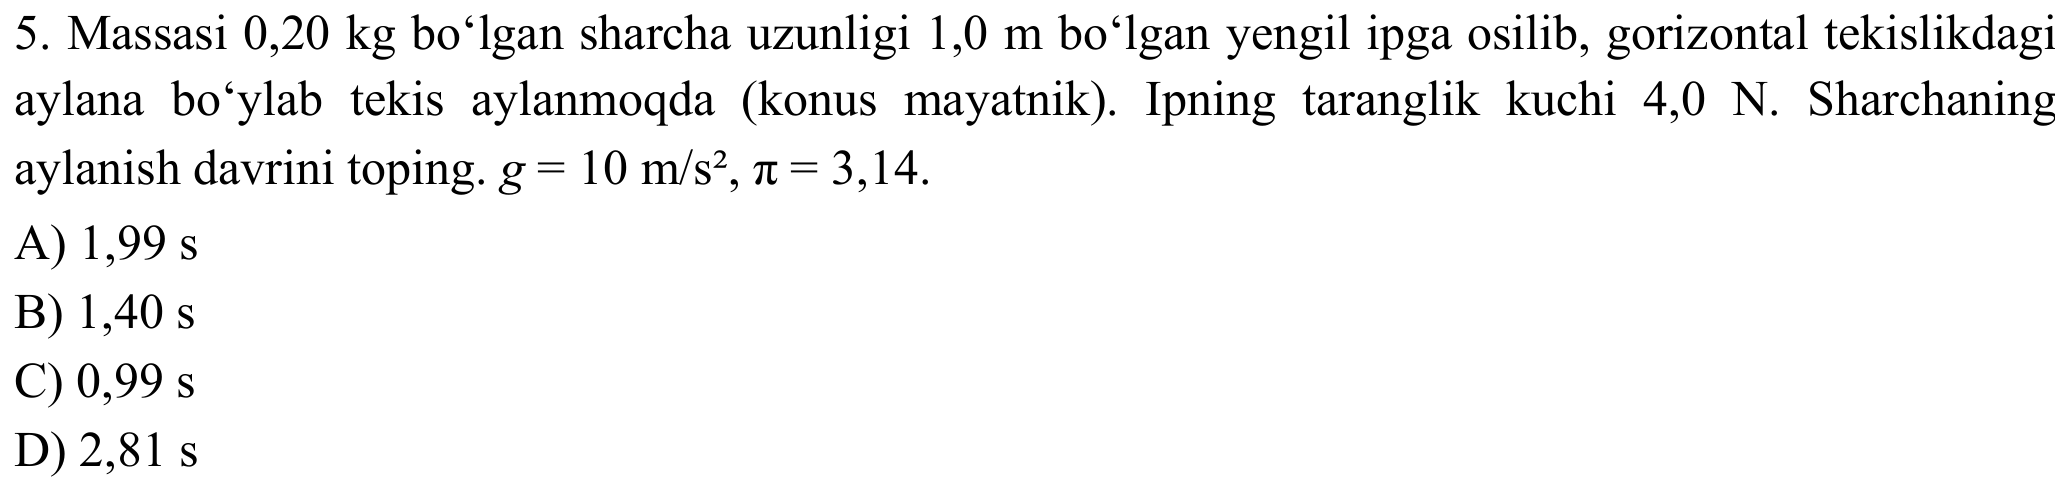 5. Massasi 0,20 kg bo‘lgan sharcha uzunligi 1,0 m bo‘lgan yengil ipga osilib, gorizontal tekislikdagi
aylana bo‘ylab tekis aylanmoqda (konus mayatnik). Ipning taranglik kuchi 4,0 N. Sharchaning
aylanish davrini toping. g = 10 m/s², π = 3,14.
A) 1,99 s
B) 1,40 s
C) 0,99 s
D) 2,81 s